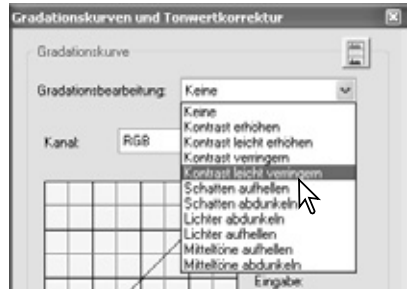 Gradationskurven und Tonwertkorrektur
Gradationskurve
Gradationsbearbeitung: Keine
Keine
Kontrast erhöhen
Kanal: RGB
Kontrast leicht erhöhen
Kontrast verringern
Kontrast leicht verringern
Schatten aufhellen
Schatten abdunkeln
Lichter abdunkeln
Lichter aufhellen
Mitteltöne aufhellen
Mitteltöne abdunkeln
Eingabe: